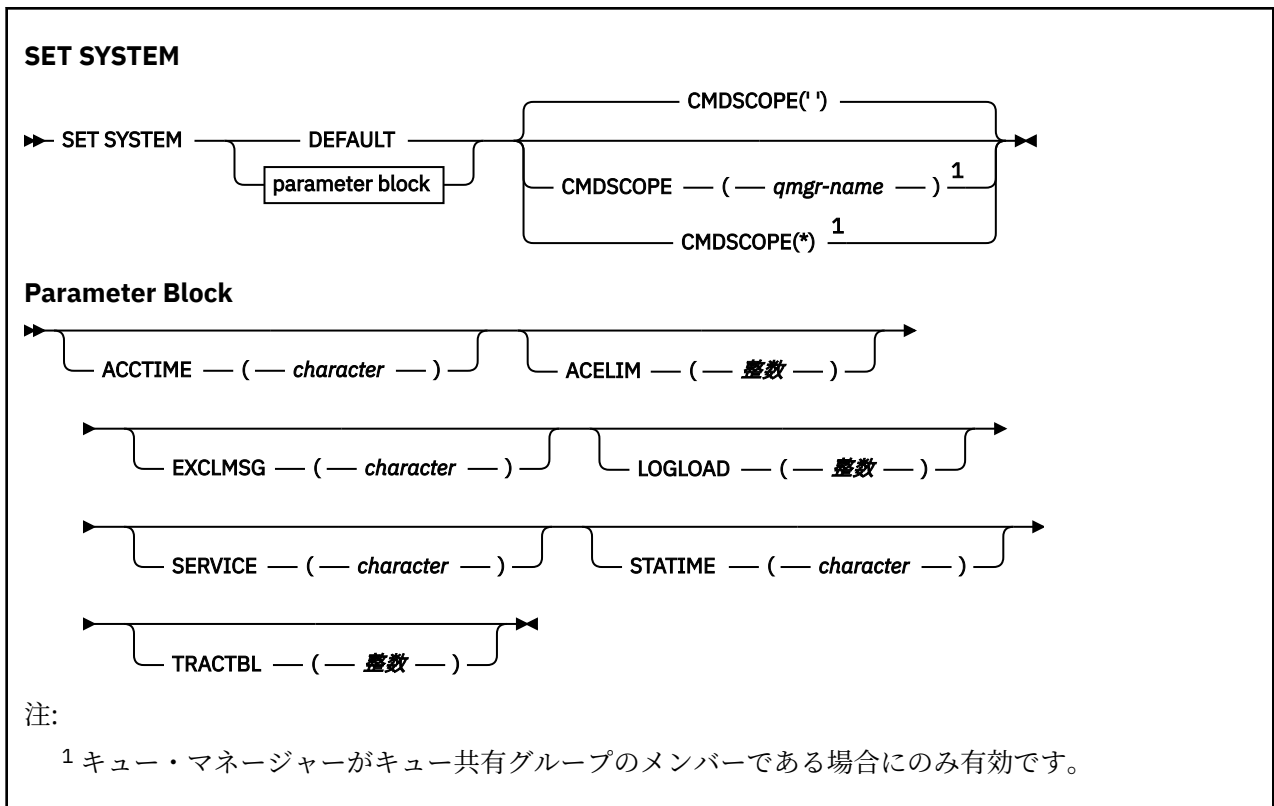 SET SYSTEM
CMDSCOPE(' ')
SET SYSTEM DEFAULT
parameter block
CMDSCOPE ( qmgr-name ) 1
CMDSCOPE(*) 1
Parameter Block
ACCTIME ( character ) ACELIM ( 整数 )
EXCLMSG ( character ) LOGLOAD ( 整数 )
SERVICE ( character ) STATIME ( character )
TRACTBL ( 整数 )
注:
1 キュー・マネージャーがキュー共有グループのメンバーである場合にのみ有効です。